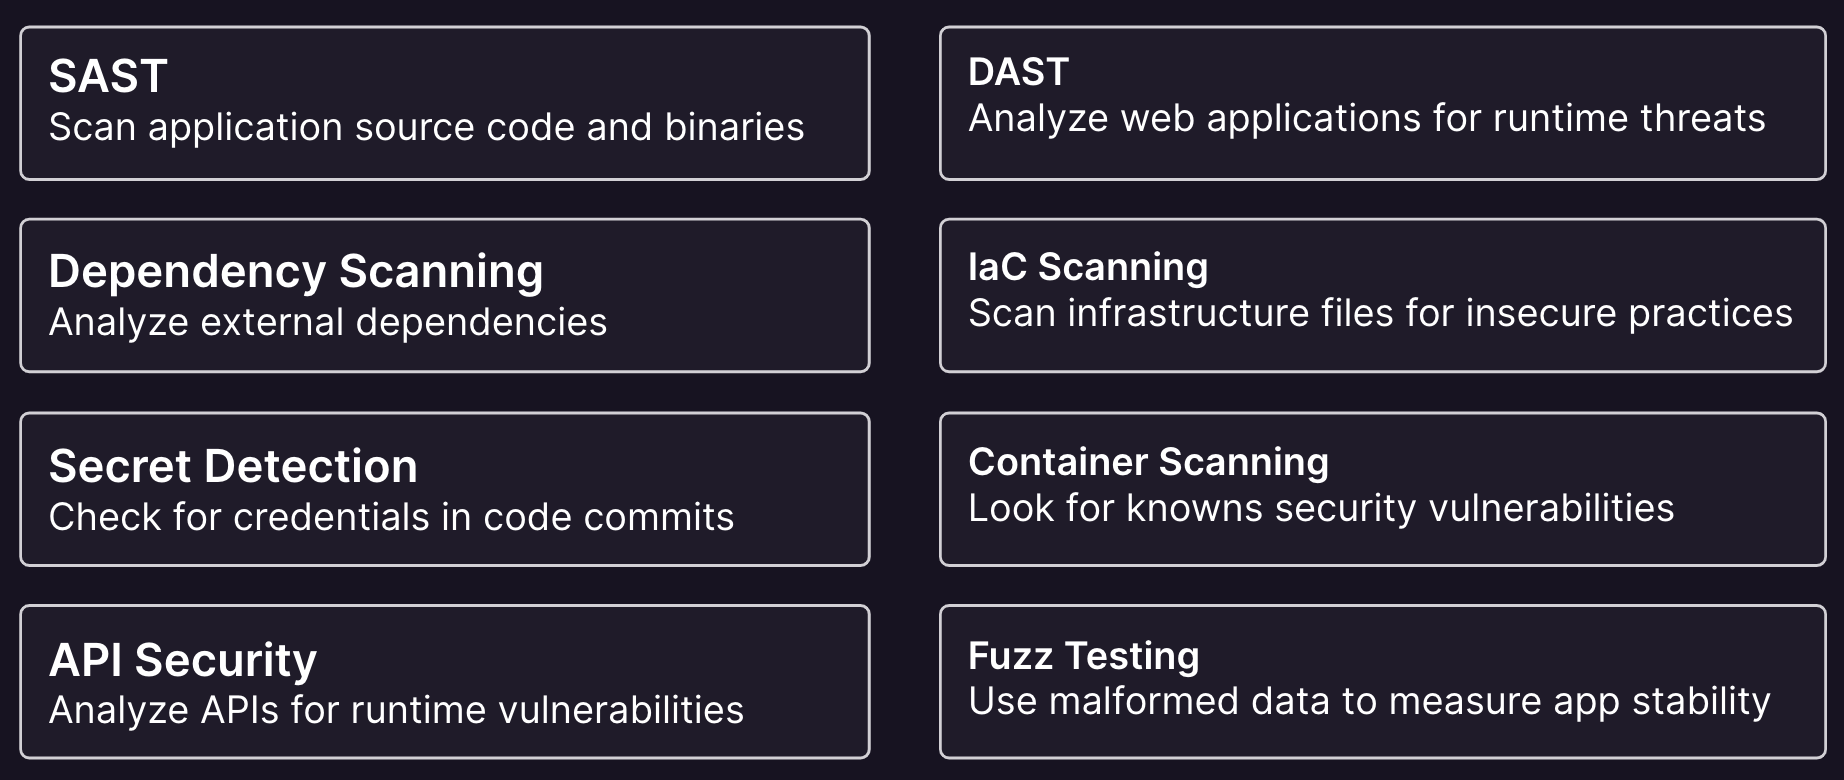 SAST
Scan application source code and binaries
DAST
Analyze web applications for runtime threats
Dependency Scanning
Analyze external dependencies
IaC Scanning
Scan infrastructure files for insecure practices
Secret Detection
Check for credentials in code commits
Container Scanning
Look for knowns security vulnerabilities
API Security
Analyze APIs for runtime vulnerabilities
Fuzz Testing
Use malformed data to measure app stability